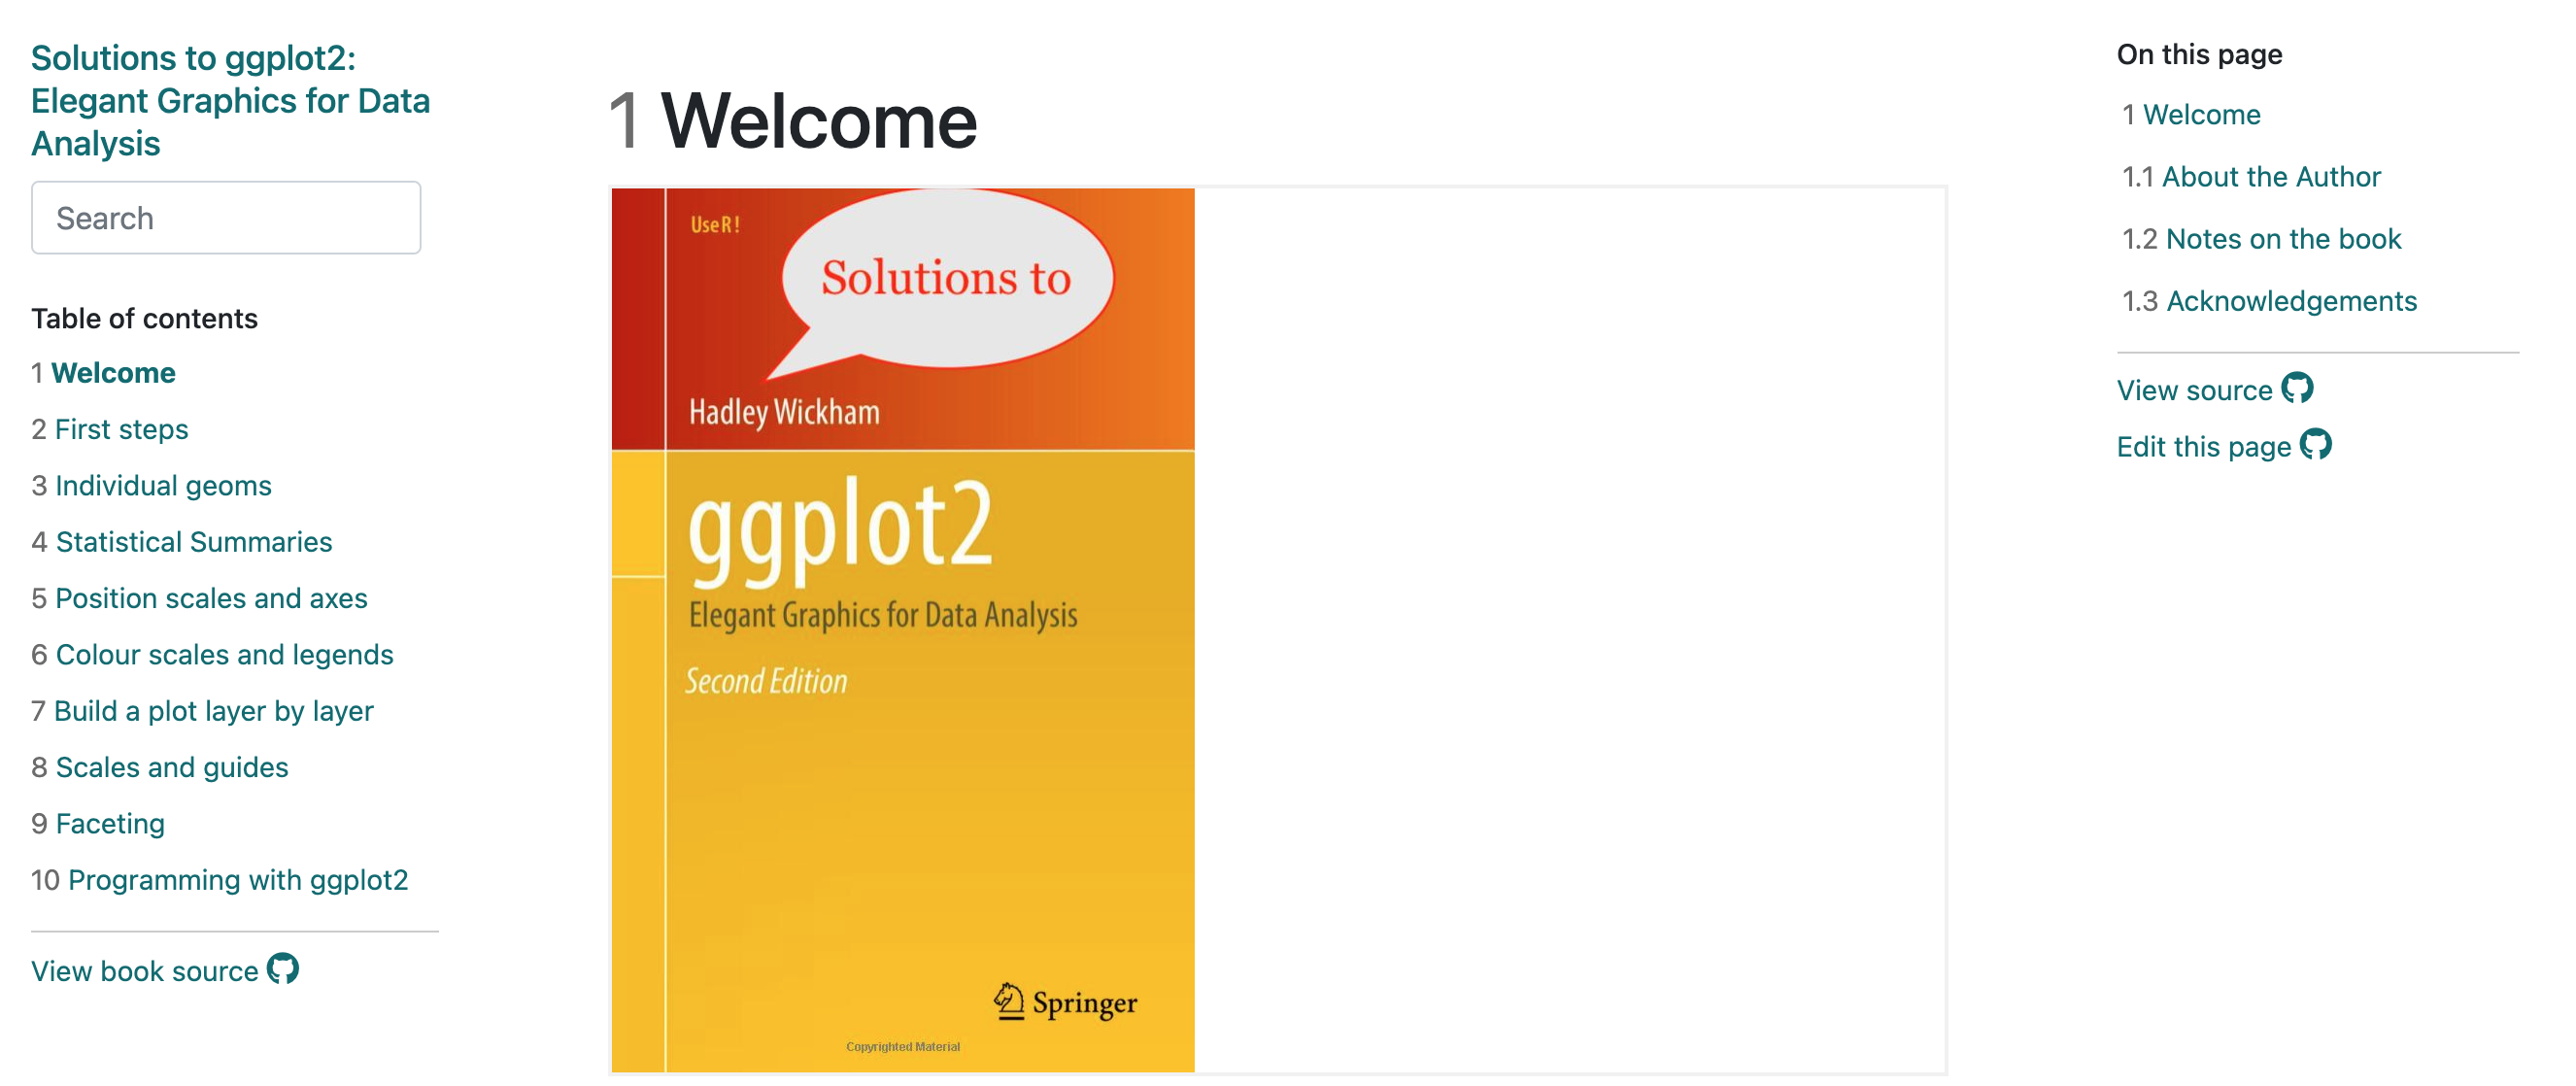 Solutions to ggplot2:
Elegant Graphics for Data
Analysis
Search
Table of contents
1 Welcome
2 First steps
3 Individual geoms
4 Statistical Summaries
5 Position scales and axes
6 Colour scales and legends
7 Build a plot layer by layer
8 Scales and guides
9 Faceting
10 Programming with ggplot2
View book source
1 Welcome
Use R!
Solutions to
Hadley Wickham
ggplot2
Elegant Graphics for Data Analysis
Second Edition
Springer
Copyrighted Material
On this page
1 Welcome
1.1 About the Author
1.2 Notes on the book
1.3 Acknowledgements
View source
Edit this page